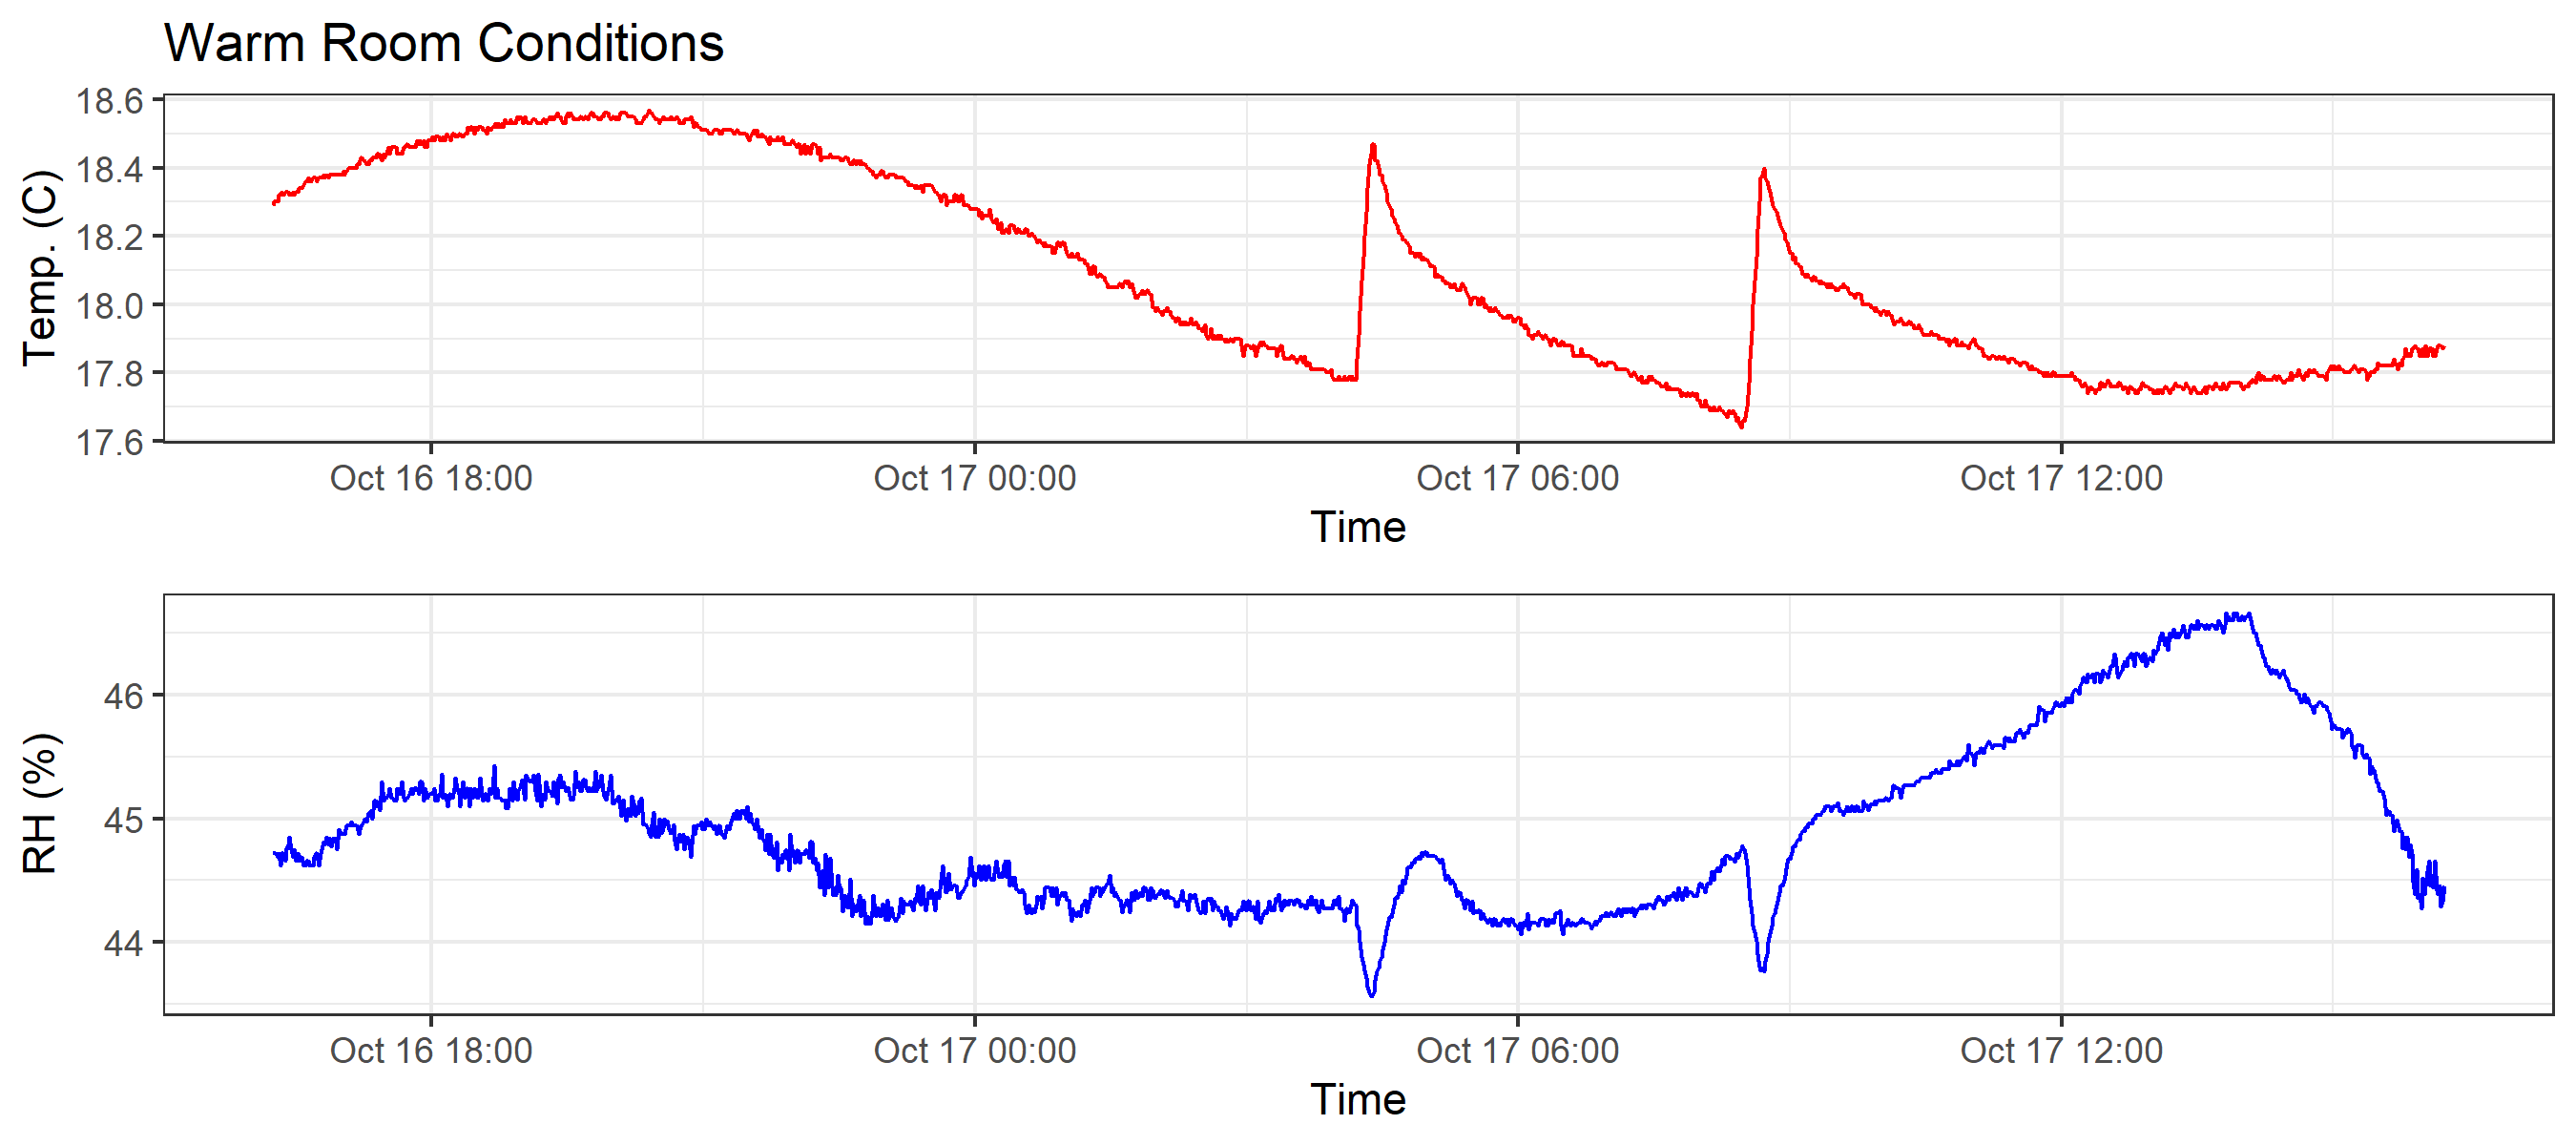 Warm Room Conditions
18.6
18.4
18.2
18.0
17.8
17.6
Temp. (C)
Oct 16 18:00 Oct 17 00:00 Oct 17 06:00 Oct 17 12:00
Time
46
45
44
RH (%)
Oct 16 18:00 Oct 17 00:00 Oct 17 06:00 Oct 17 12:00
Time